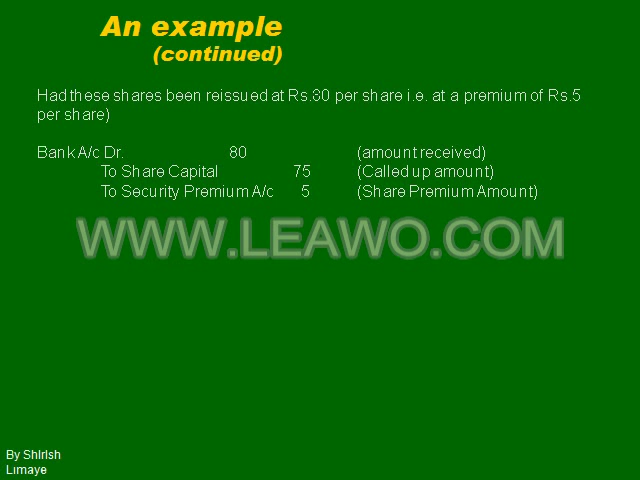 An example
(continued)
Had these shares been reissued at Rs.80 per share i.e. at a premium of Rs.5
per share)
Bank A/c Dr. 80 (amount received)
To Share Capital 75 (Called up amount)
To Security Premium A/c 5 (Share Premium Amount)
WWW.LEAWO.COM
By Shirish
Limaye